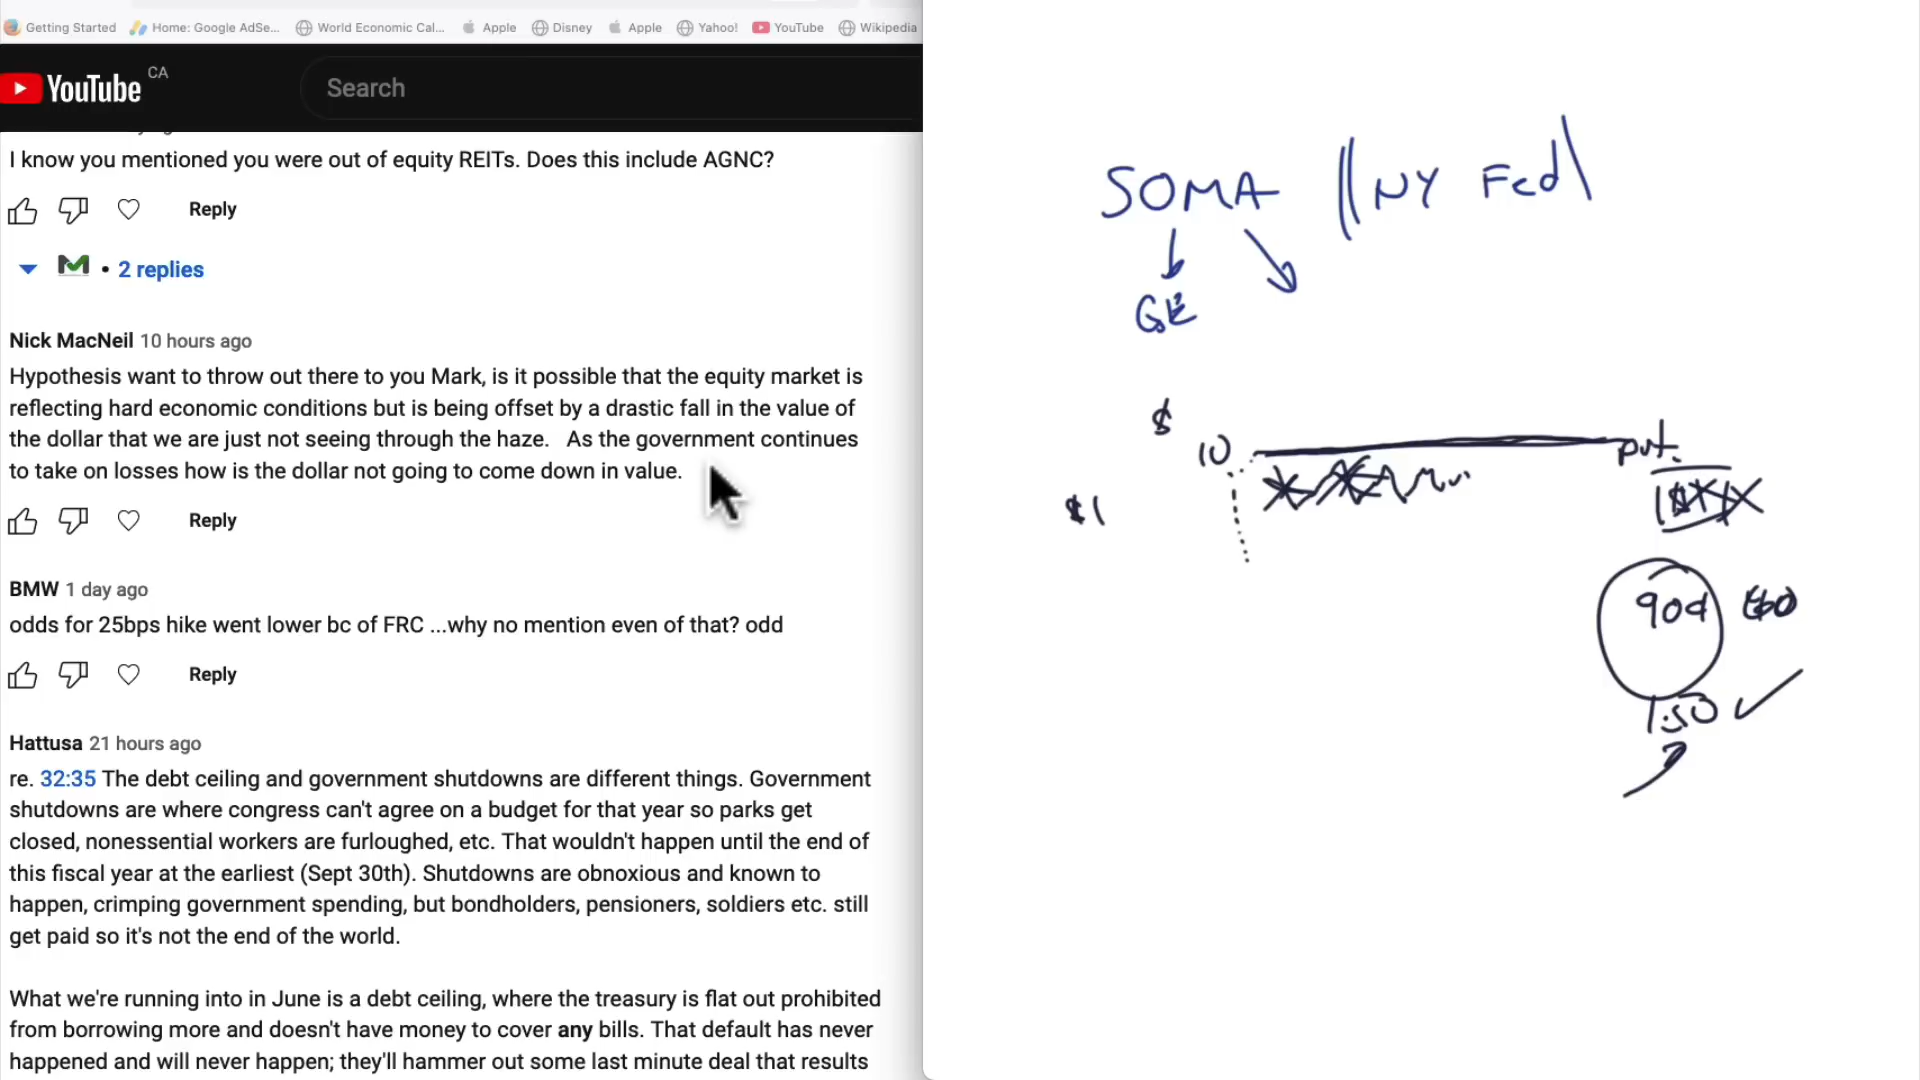 Getting Started Home: Google AdSe... World Economic Cal... Apple Disney Apple Yahoo! YouTube Wikipedia
YouTube CA
Search
I know you mentioned you were out of equity REITs. Does this include AGNC?
Reply
• 2 replies
Nick MacNeil 10 hours ago
Hypothesis want to throw out there to you Mark, is it possible that the equity market is
reflecting hard economic conditions but is being offset by a drastic fall in the value of
the dollar that we are just not seeing through the haze. As the government continues
to take on losses how is the dollar not going to come down in value.
Reply
BMW 1 day ago
odds for 25bps hike went lower bc of FRC ...why no mention even of that? odd
Reply
Hattusa 21 hours ago
re. 32:35 The debt ceiling and government shutdowns are different things. Government
shutdowns are where congress can't agree on a budget for that year so parks get
closed, nonessential workers are furloughed, etc. That wouldn't happen until the end of
this fiscal year at the earliest (Sept 30th). Shutdowns are obnoxious and known to
happen, crimping government spending, but bondholders, pensioners, soldiers etc. still
get paid so it's not the end of the world.
What we're running into in June is a debt ceiling, where the treasury is flat out prohibited
from borrowing more and doesn't have money to cover any bills. That default has never
happened and will never happen; they'll hammer out some last minute deal that results
SOMA NY Fed
$
10
put
$1
90d
1.50